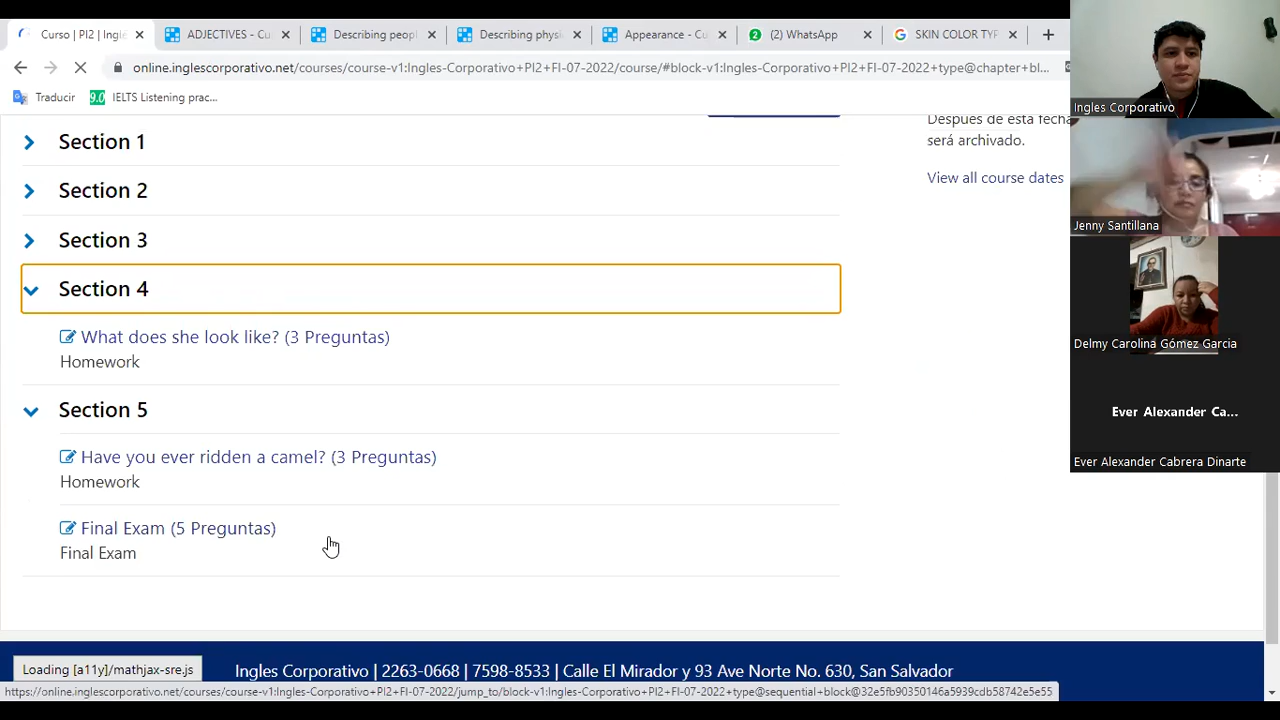 Curso | PI2 | Ingle
ADJECTIVES - Cu
Describing peopl
Describing physi
Appearance - Cu
2
(2) WhatsApp
SKIN COLOR TYP
online.inglescorporativo.net/courses/course-v1:Ingles-Corporativo+PI2+FI-07-2022/course/#block-v1:Ingles-Corporativo+PI2+FI-07-2022+type@chapter+bl...
Traducir
9.0
IELTS Listening prac...
Section 1
Section 2
Section 3
Section 4
What does she look like? (3 Preguntas)
Homework
Section 5
Have you ever ridden a camel? (3 Preguntas)
Homework
Final Exam (5 Preguntas)
Final Exam
Después de esta fecha
será archivado.
View all course dates
Ingles Corporativo
Jenny Santillana
Delmy Carolina Gómez Garcia
Ever Alexander Ca...
Ever Alexander Cabrera Dinarte
Loading [a11y]/mathjax-sre.js
Ingles Corporativo | 2263-0668 | 7598-8533 | Calle El Mirador y 93 Ave Norte No. 630, San Salvador
https://online.inglescorporativo.net/courses/course-v1:Ingles-Corporativo+PI2+FI-07-2022/jump_to/block-v1:Ingles-Corporativo+PI2+FI-07-2022+type@sequential+block@32e5fb90350146a5939cdb58742e5e55